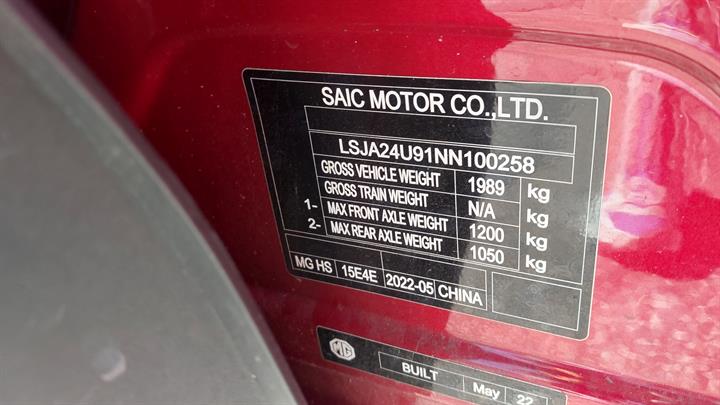 SAIC MOTOR CO.,LTD.
LSJA24U91NN100258
GROSS VEHICLE WEIGHT 1989 kg
GROSS TRAIN WEIGHT N/A kg
1- MAX FRONT AXLE WEIGHT 1200 kg
2- MAX REAR AXLE WEIGHT 1050 kg
MG HS 15E4E 2022-05 CHINA
MG BUILT May 22